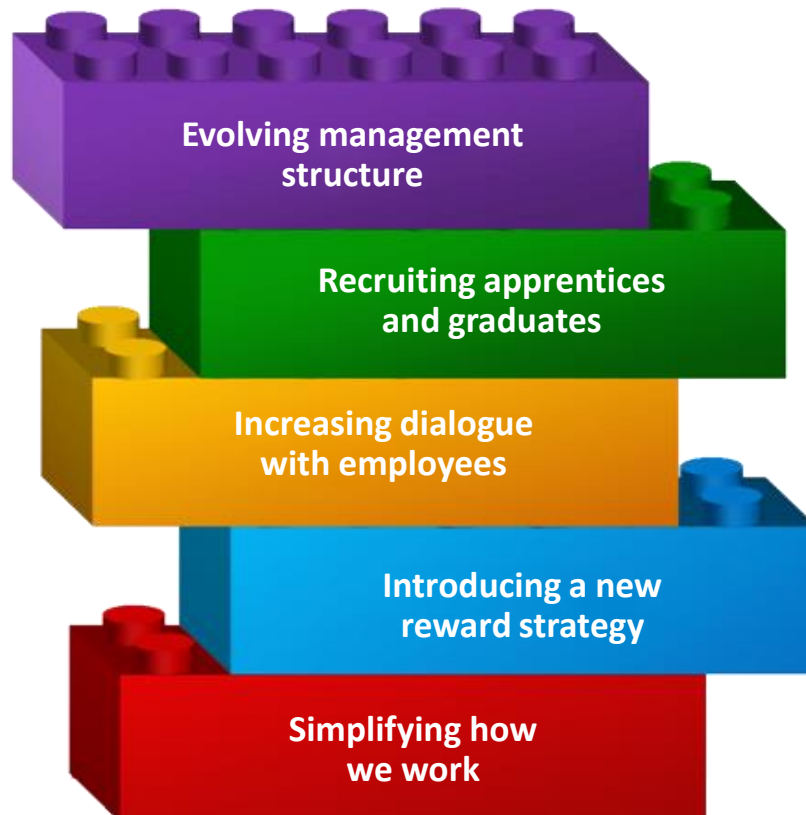 Evolving management
structure
Recruiting apprentices
and graduates
Increasing dialogue
with employees
Introducing a new
reward strategy
Simplifying how
we work